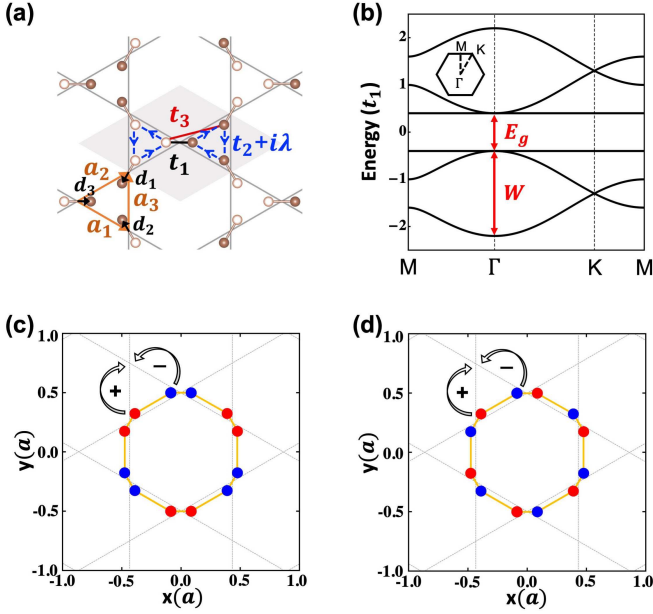 (a)
t₃
t₂+iλ
t₁
a₂
d₁
d₃
a₃
a₁
d₂
(b)
Energy (t₁)
2
1
0
−1
−2
M
K
Γ
E_g
W
M
Γ
K
M
(c)
y(a)
1.0
0.5
0.0
-0.5
-1.0
+
−
-1.0 -0.5 0.0 0.5 1.0
x(a)
(d)
y(a)
1.0
0.5
0.0
-0.5
-1.0
+
−
-1.0 -0.5 0.0 0.5 1.0
x(a)